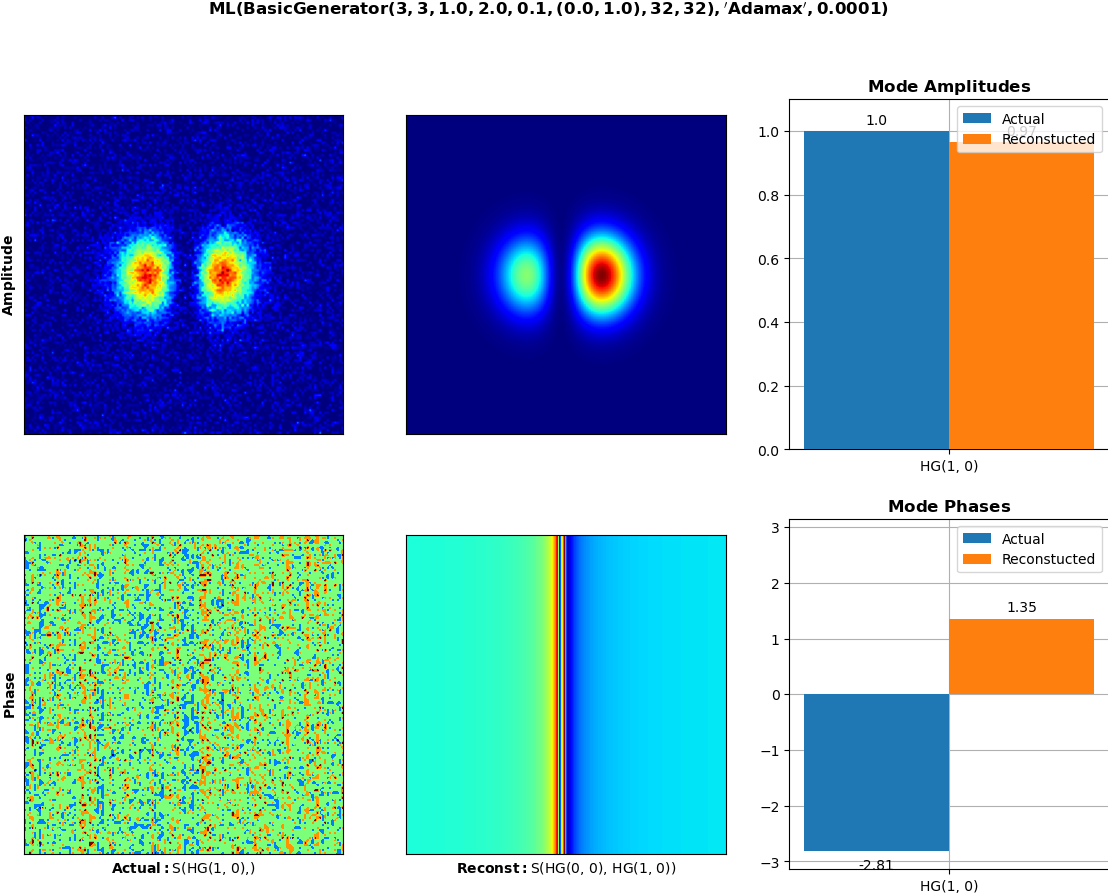 ML(BasicGenerator(3, 3, 1.0, 2.0, 0.1, (0.0, 1.0), 32, 32), ′Adamax′, 0.0001)
Mode Amplitudes
Amplitude
1.0
0.97
Actual
Reconstucted
1.0
0.8
0.6
0.4
0.2
0.0
HG(1, 0)
Mode Phases
Phase
Actual
Reconstucted
1.35
-2.81
3
2
1
0
−1
−2
−3
HG(1, 0)
Actual: S(HG(1, 0),)
Reconst: S(HG(0, 0), HG(1, 0))